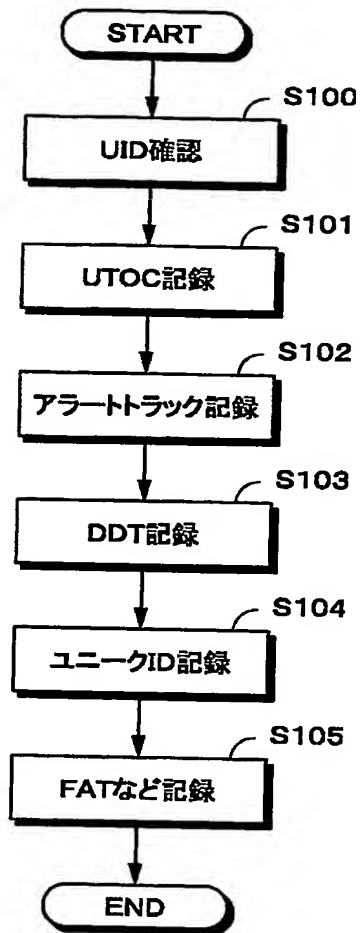 START
S100
UID確認
S101
UTOC記録
S102
アラートトラック記録
S103
DDT記録
S104
ユニークID記録
S105
FATなど記録
END